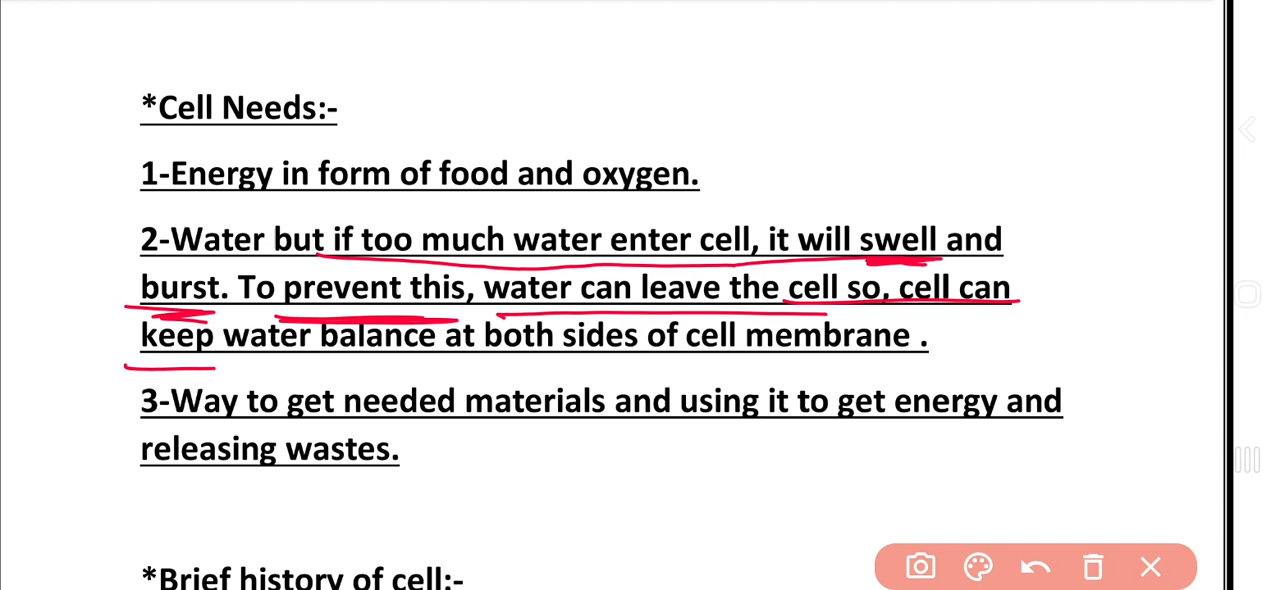 *Cell Needs:-
1-Energy in form of food and oxygen.
2-Water but if too much water enter cell, it will swell and
burst. To prevent this, water can leave the cell so, cell can
keep water balance at both sides of cell membrane .
3-Way to get needed materials and using it to get energy and
releasing wastes.
*Brief history of cell:-